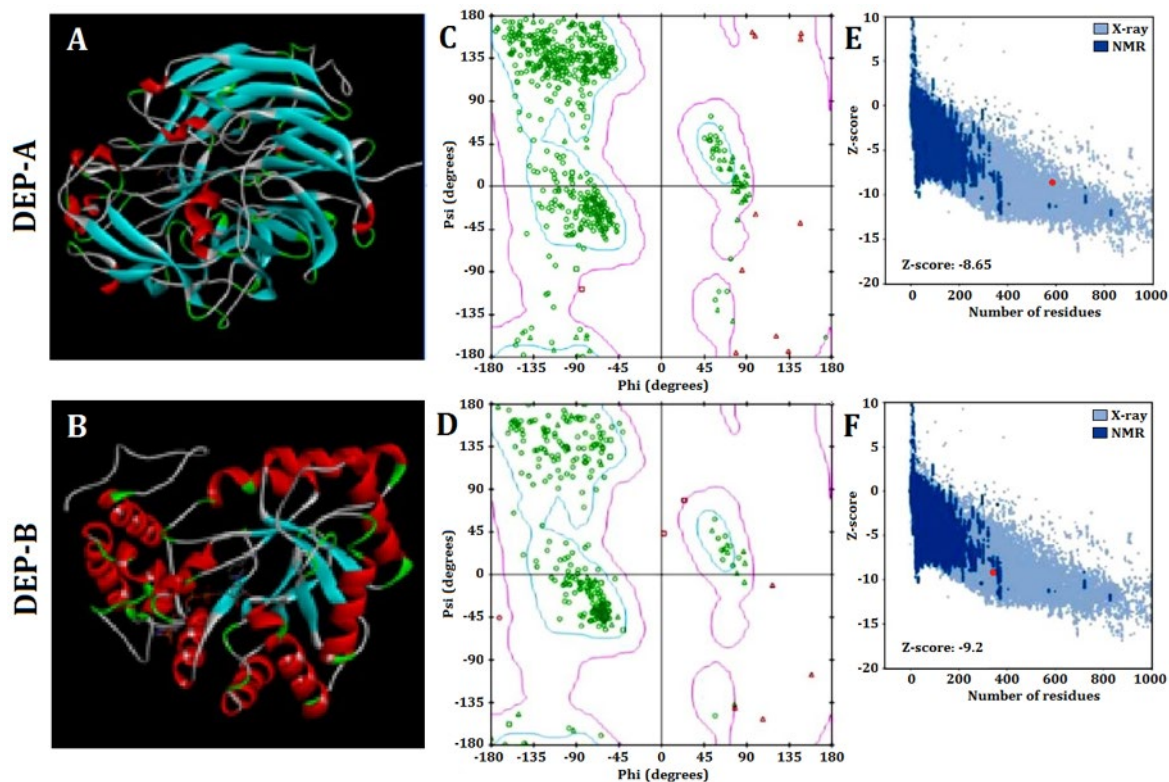 DEP-A
A
C
180
135
90
45
0
-45
-90
-135
-180
Psi (degrees)
-180 -135 -90 -45 0 45 90 135 180
Phi (degrees)
E
10
5
0
-5
-10
-15
-20
Z-score
X-ray
NMR
Z-score: -8.65
0 200 400 600 800 1000
Number of residues
DEP-B
B
D
180
135
90
45
0
-45
-90
-135
-180
Psi (degrees)
-180 -135 -90 -45 0 45 90 135 180
Phi (degrees)
F
10
5
0
-5
-10
-15
-20
Z-score
X-ray
NMR
Z-score: -9.2
0 200 400 600 800 1000
Number of residues